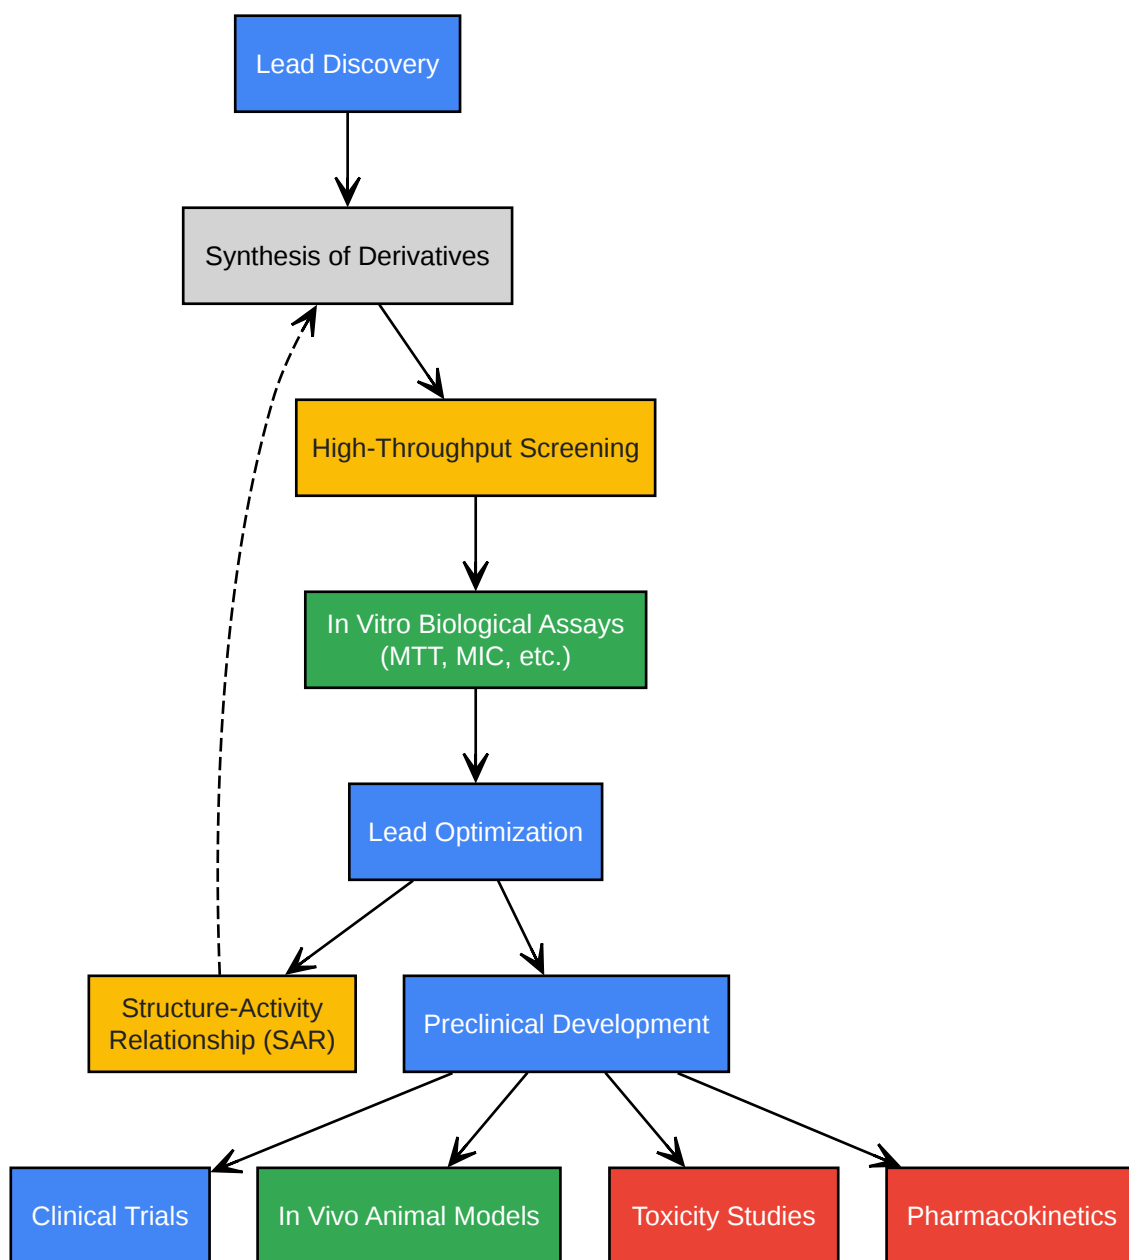 Lead Discovery
Synthesis of Derivatives
High-Throughput Screening
In Vitro Biological Assays
(MTT, MIC, etc.)
Lead Optimization
Structure-Activity
Relationship (SAR)
Preclinical Development
Clinical Trials
In Vivo Animal Models
Toxicity Studies
Pharmacokinetics